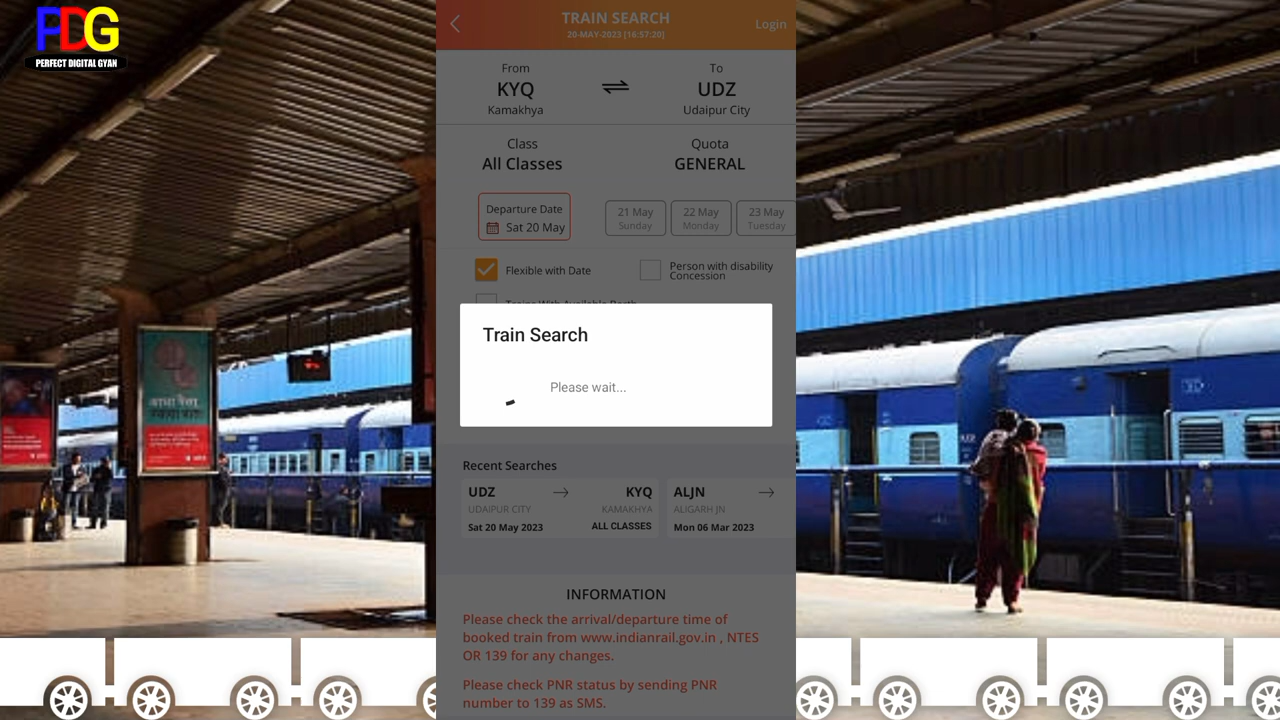 PDG
PERFECT DIGITAL GYAN
TRAIN SEARCH
20-MAY-2023 [16:57:20]
Login
From
KYQ
Kamakhya
To
UDZ
Udaipur City
Class
All Classes
Quota
GENERAL
Departure Date
Sat 20 May
21 May
Sunday
22 May
Monday
23 May
Tuesday
Flexible with Date
Person with disability
Concession
Train Search
Please wait...
Recent Searches
UDZ
KYQ
UDAIPUR CITY
KAMAKHYA
Sat 20 May 2023
ALL CLASSES
ALJN
ALIGARH JN
Mon 06 Mar 2023
INFORMATION
Please check the arrival/departure time of
booked train from www.indianrail.gov.in , NTES
OR 139 for any changes.
Please check PNR status by sending PNR
number to 139 as SMS.